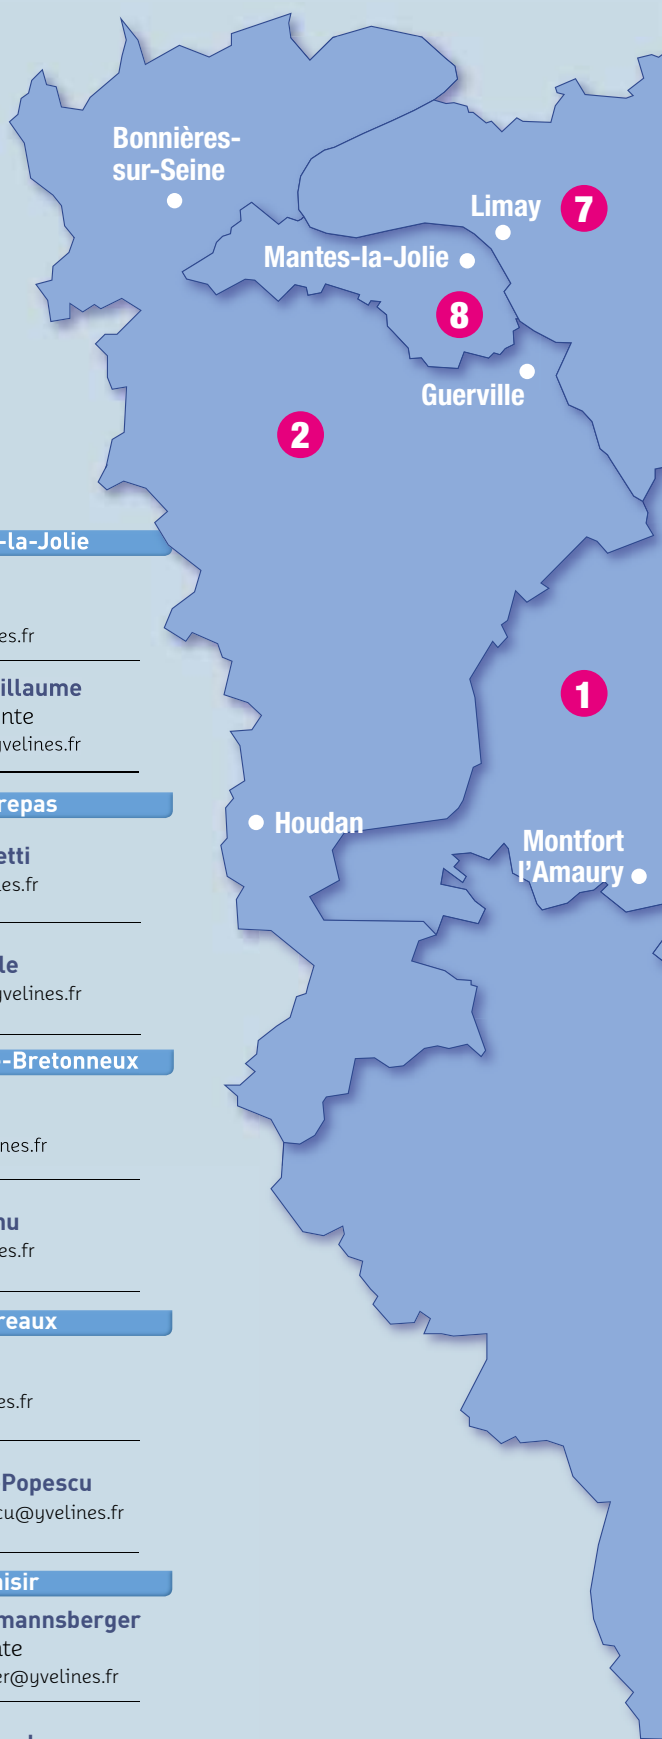 Bonnières-
sur-Seine
Limay
7
Mantes-la-Jolie
8
Guerville
2
1
Houdan
Montfort
l'Amaury
-la-Jolie
es.fr
illaume
nte
yvelines.fr
repas
etti
les.fr
le
yvelines.fr
-Bretonneux
nes.fr
nu
es.fr
reaux
es.fr
-Popescu
cu@yvelines.fr
aisir
mannsberger
te
er@yvelines.fr